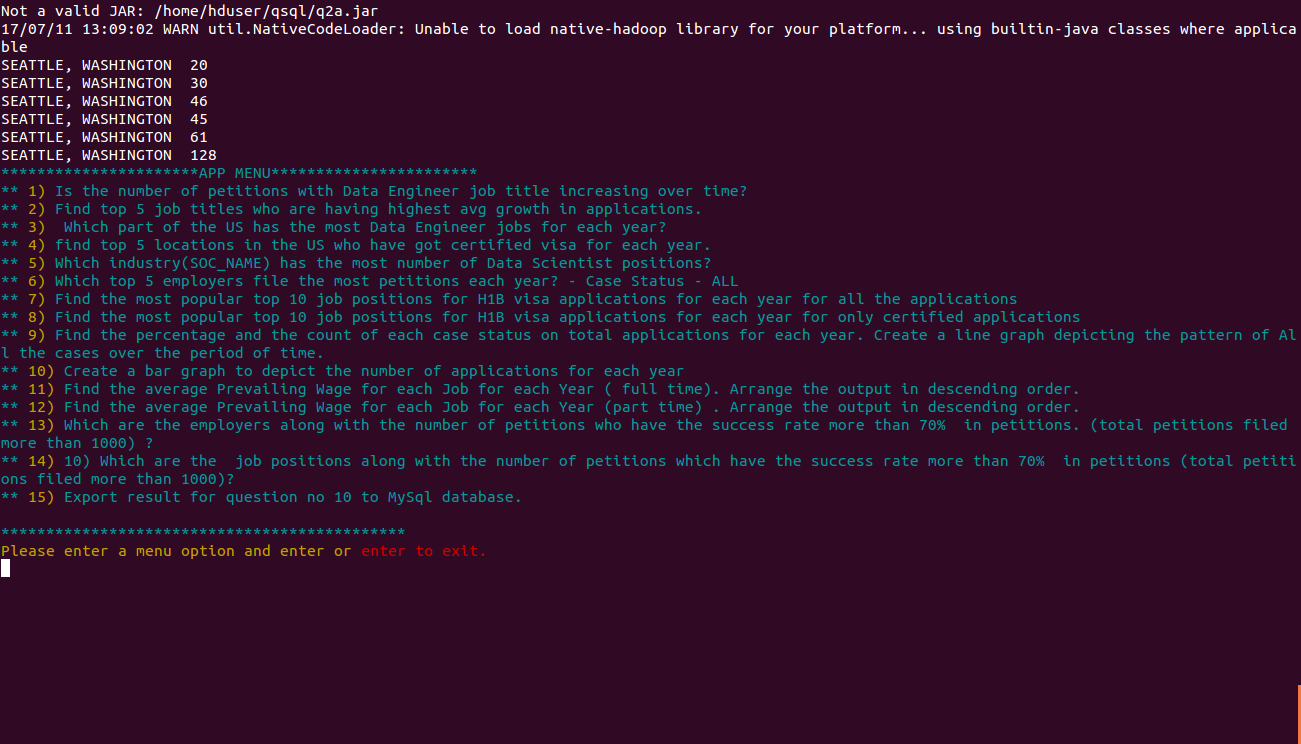 Not a valid JAR: /home/hduser/qsql/q2a.jar
17/07/11 13:09:02 WARN util.NativeCodeLoader: Unable to load native-hadoop library for your platform... using builtin-java classes where applica
ble
SEATTLE, WASHINGTON  20
SEATTLE, WASHINGTON  30
SEATTLE, WASHINGTON  46
SEATTLE, WASHINGTON  45
SEATTLE, WASHINGTON  61
SEATTLE, WASHINGTON  128
**********************APP MENU***********************
** 1) Is the number of petitions with Data Engineer job title increasing over time?
** 2) Find top 5 job titles who are having highest avg growth in applications.
** 3)  Which part of the US has the most Data Engineer jobs for each year?
** 4) find top 5 locations in the US who have got certified visa for each year.
** 5) Which industry(SOC_NAME) has the most number of Data Scientist positions?
** 6) Which top 5 employers file the most petitions each year? - Case Status - ALL
** 7) Find the most popular top 10 job positions for H1B visa applications for each year for all the applications
** 8) Find the most popular top 10 job positions for H1B visa applications for each year for only certified applications
** 9) Find the percentage and the count of each case status on total applications for each year. Create a line graph depicting the pattern of Al
l the cases over the period of time.
** 10) Create a bar graph to depict the number of applications for each year
** 11) Find the average Prevailing Wage for each Job for each Year ( full time). Arrange the output in descending order.
** 12) Find the average Prevailing Wage for each Job for each Year (part time) . Arrange the output in descending order.
** 13) Which are the employers along with the number of petitions who have the success rate more than 70%  in petitions. (total petitions filed
more than 1000) ?
** 14) 10) Which are the  job positions along with the number of petitions which have the success rate more than 70%  in petitions (total petiti
ons filed more than 1000)?
** 15) Export result for question no 10 to MySql database.
*********************************************
Please enter a menu option and enter or enter to exit.